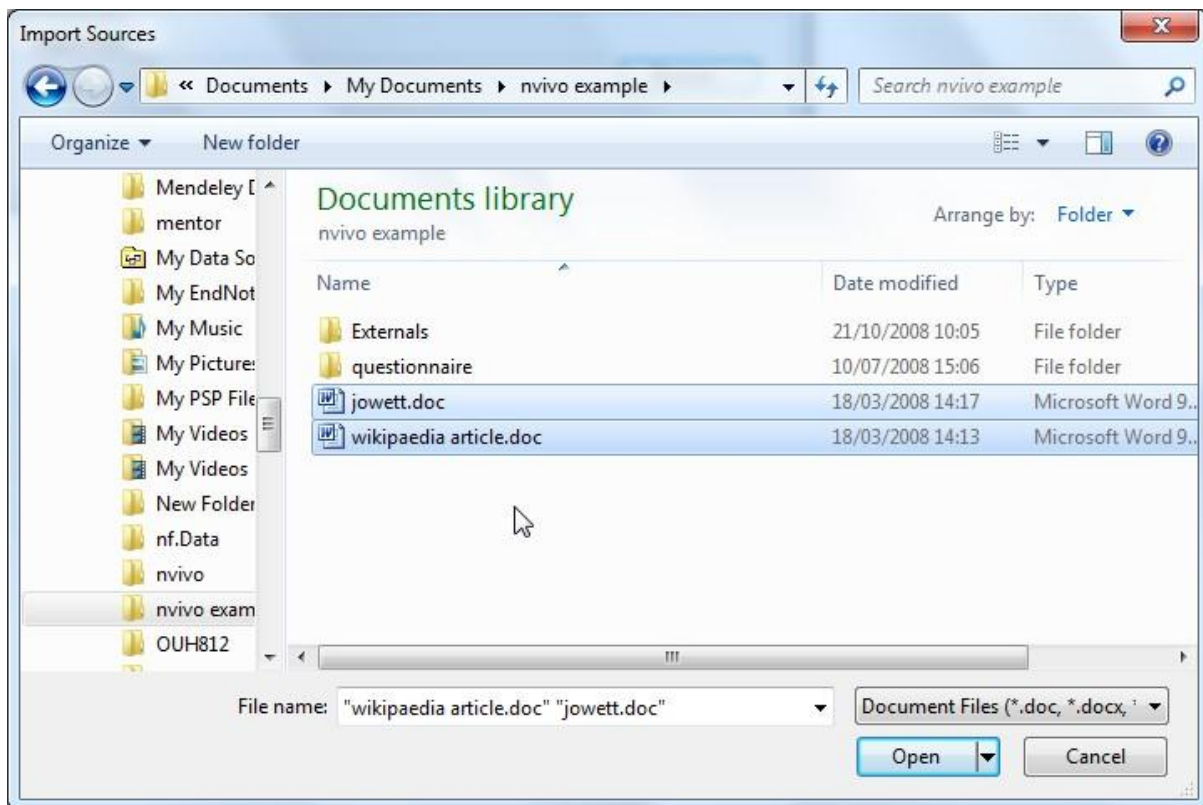 Import Sources
« Documents ▸ My Documents ▸ nvivo example ▸
Search nvivo example
Organize ▾ New folder
Mendeley D
mentor
My Data So
My EndNot
My Music
My Pictures
My PSP File
My Videos
My Videos
New Folder
nf.Data
nvivo
nvivo exam
OUH812
Documents library
nvivo example
Arrange by: Folder ▾
Name Date modified Type
Externals 21/10/2008 10:05 File folder
questionnaire 10/07/2008 15:06 File folder
jowett.doc 18/03/2008 14:17 Microsoft Word 9..
wikipaedia article.doc 18/03/2008 14:13 Microsoft Word 9..
File name: "wikipaedia article.doc" "jowett.doc"
Document Files (*.doc, *.docx, *
Open Cancel